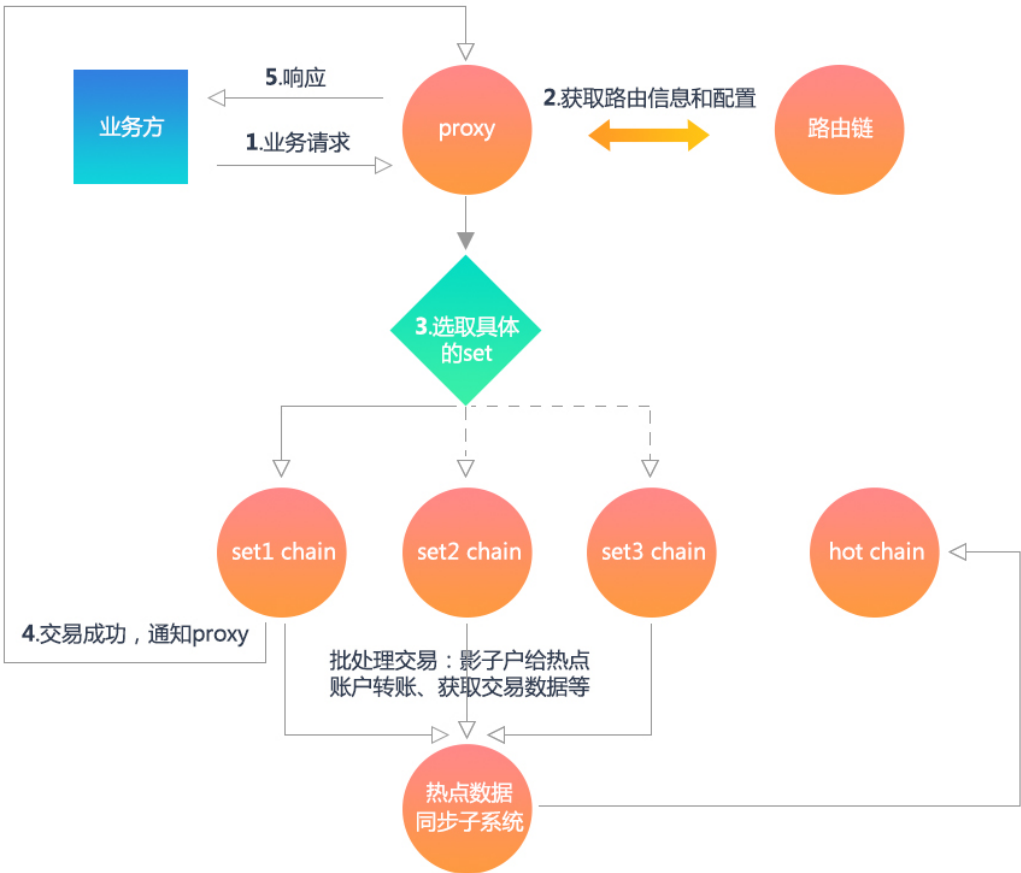 5.响应
业务方
1.业务请求
proxy
2.获取路由信息和配置
路由链
3.选取具体
的set
set1 chain
set2 chain
set3 chain
hot chain
4.交易成功，通知proxy
批处理交易：影子户给热点
账户转账、获取交易数据等
热点数据
同步子系统